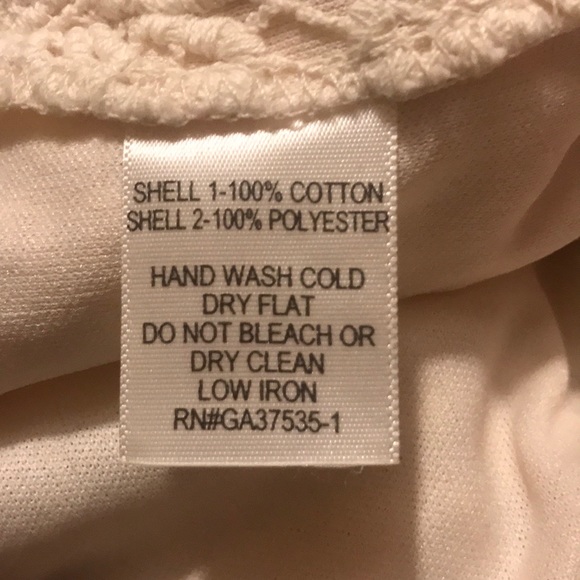 SHELL 1-100% COTTON
SHELL 2-100% POLYESTER
HAND WASH COLD
DRY FLAT
DO NOT BLEACH OR
DRY CLEAN
LOW IRON
RN#GA37535-1